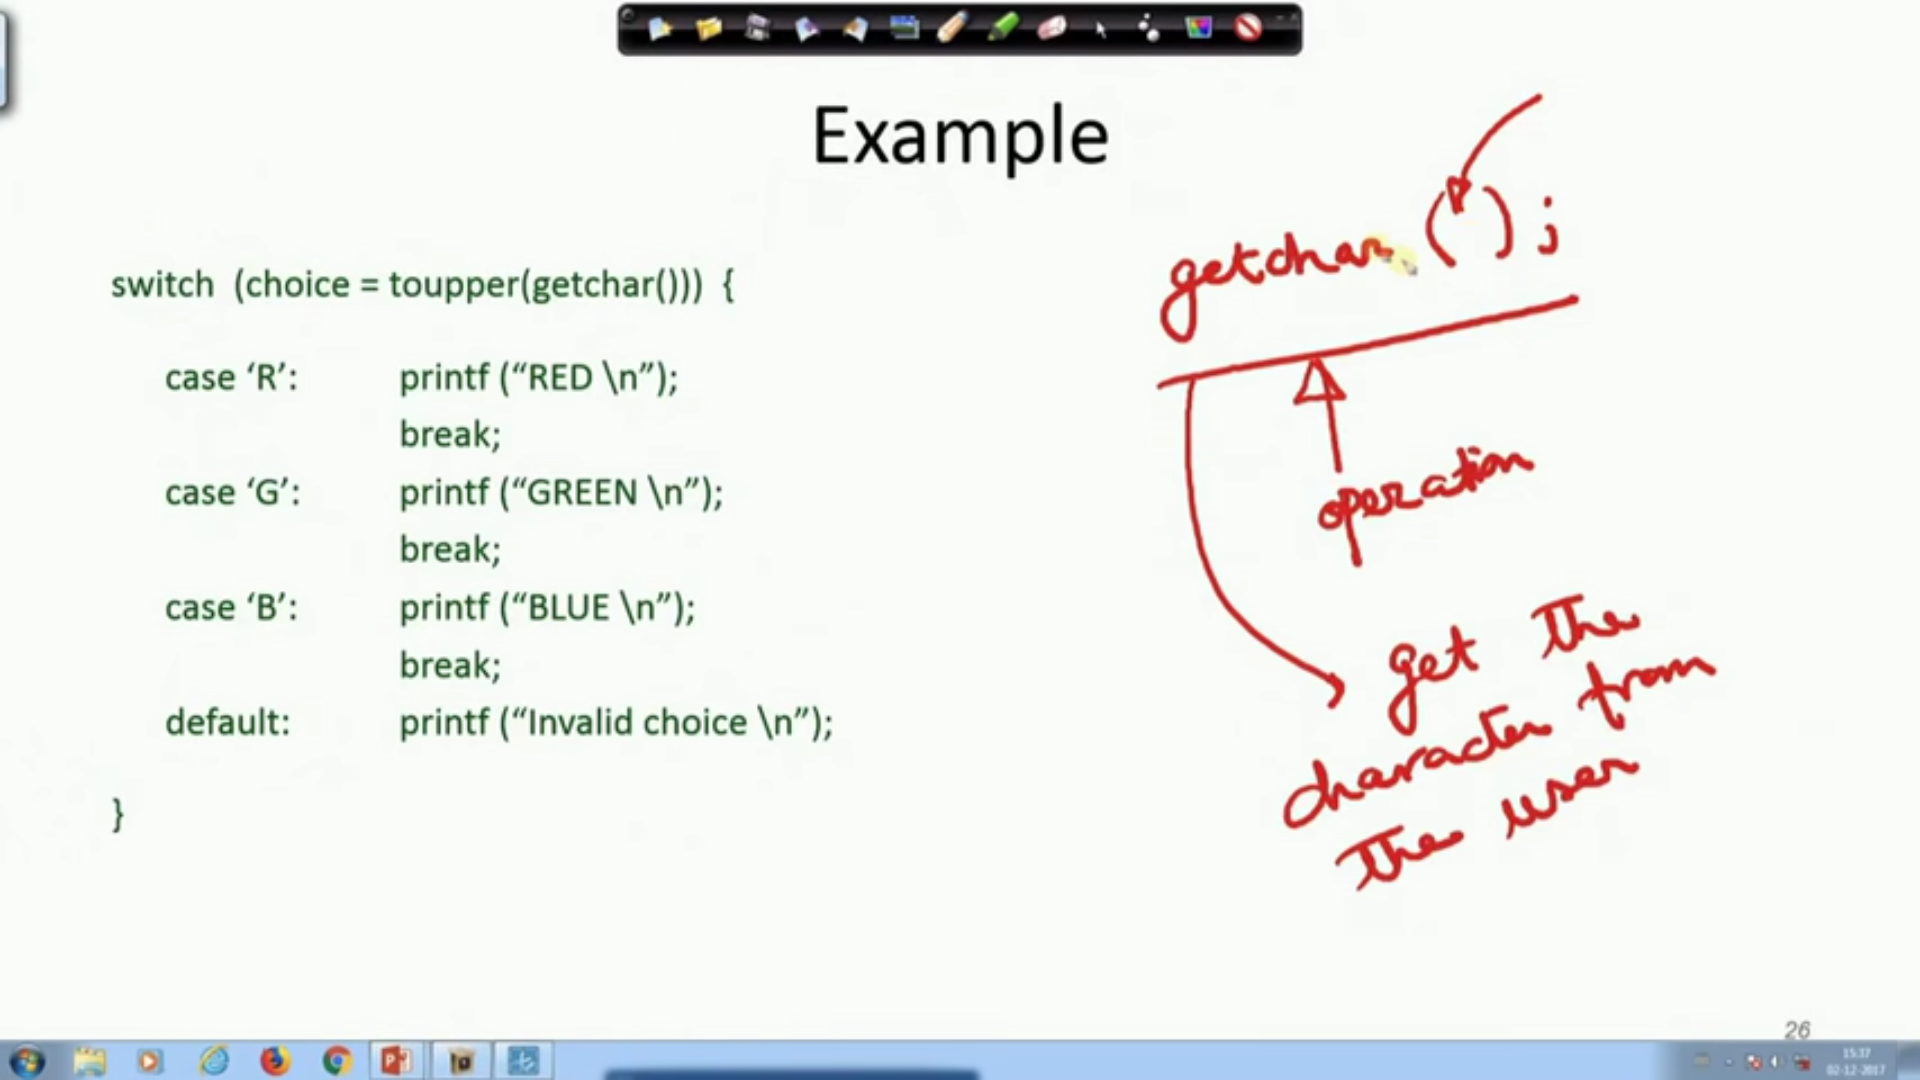 Example
switch (choice = toupper(getchar())) {
case ‘R’: printf (“RED \n”);
break;
case ‘G’: printf (“GREEN \n”);
break;
case ‘B’: printf (“BLUE \n”);
break;
default: printf (“Invalid choice \n”);
}
getchar ( ) ;
operation
get the
character from
the user
26
15:37
02-12-2017